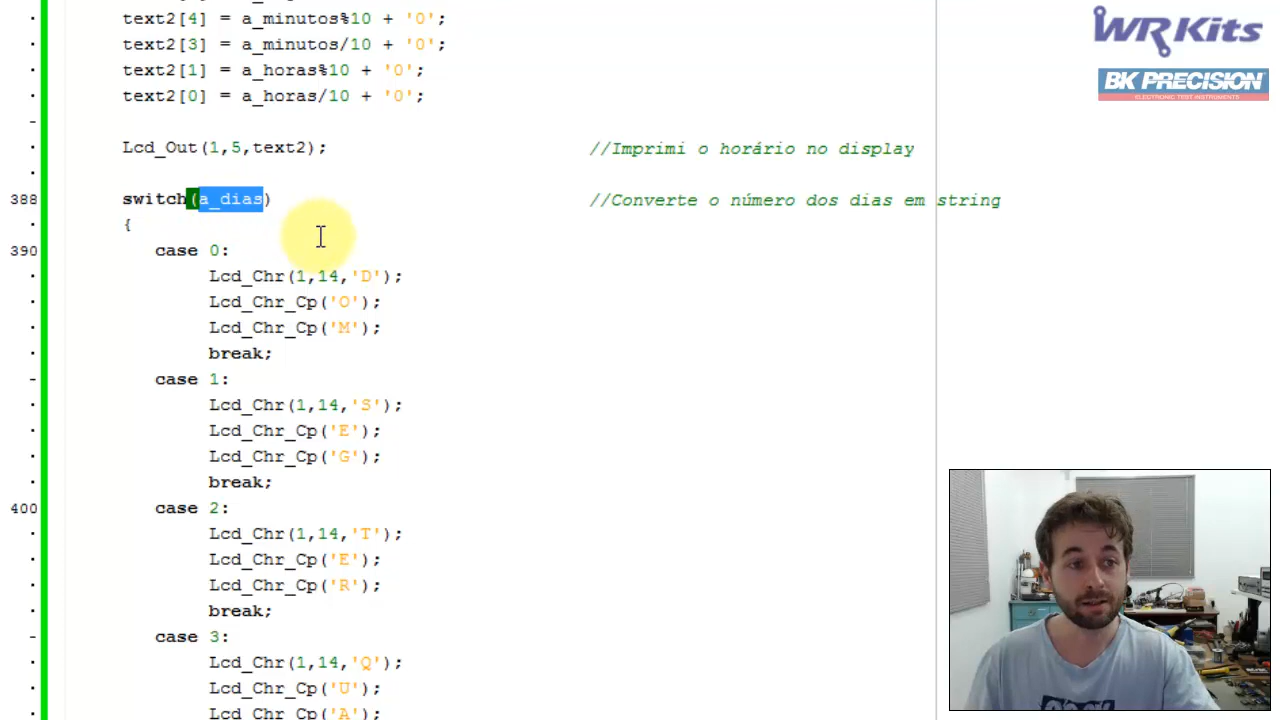 text2[4] = a_minutos%10 + '0';
text2[3] = a_minutos/10 + '0';
text2[1] = a_horas%10 + '0';
text2[0] = a_horas/10 + '0';
Lcd_Out(1,5,text2); //Imprimi o horário no display
388 switch(a_dias) //Converte o número dos dias em string
{
390 case 0:
Lcd_Chr(1,14,'D');
Lcd_Chr_Cp('O');
Lcd_Chr_Cp('M');
break;
case 1:
Lcd_Chr(1,14,'S');
Lcd_Chr_Cp('E');
Lcd_Chr_Cp('G');
break;
400 case 2:
Lcd_Chr(1,14,'T');
Lcd_Chr_Cp('E');
Lcd_Chr_Cp('R');
break;
case 3:
Lcd_Chr(1,14,'Q');
Lcd_Chr_Cp('U');
Lcd_Chr_Cp('A');
WR Kits
BK PRECISION
ELECTRONIC TEST INSTRUMENTS